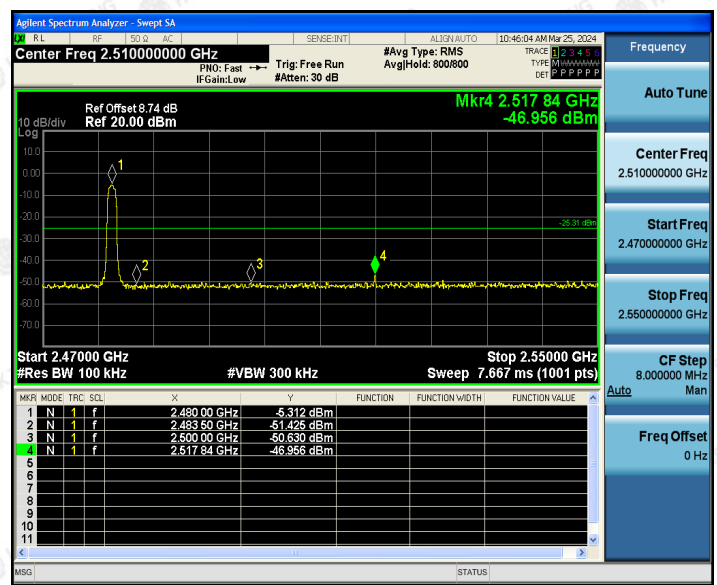 Agilent Spectrum Analyzer - Swept SA
LXI RL RF 50 Ω AC SENSE:INT ALIGNAUTO 10:46:04 AM Mar 25, 2024
Center Freq 2.510000000 GHz
PNO: Fast
IFGain:Low
Trig: Free Run
#Atten: 30 dB
#Avg Type: RMS
Avg|Hold: 800/800
TRACE 1 2 3 4 5 6
TYPE M W W W W W
DET P P P P P P
Ref Offset 8.74 dB
10 dB/div Ref 20.00 dBm
Log
Mkr4 2.517 84 GHz
-46.956 dBm
10.0
0.00
-10.0
-20.0
-30.0
-40.0
-50.0
-60.0
-70.0
1
2
3
4
-25.31 dBm
Start 2.47000 GHz Stop 2.55000 GHz
#Res BW 100 kHz #VBW 300 kHz Sweep 7.667 ms (1001 pts)
MKR MODE TRC SCL X Y FUNCTION FUNCTION WIDTH FUNCTION VALUE
1 N 1 f 2.480 00 GHz -5.312 dBm
2 N 1 f 2.483 50 GHz -51.425 dBm
3 N 1 f 2.500 00 GHz -50.630 dBm
4 N 1 f 2.517 84 GHz -46.956 dBm
5
6
7
8
9
10
11
MSG STATUS
Frequency
Auto Tune
Center Freq
2.510000000 GHz
Start Freq
2.470000000 GHz
Stop Freq
2.550000000 GHz
CF Step
8.000000 MHz
Auto Man
Freq Offset
0 Hz